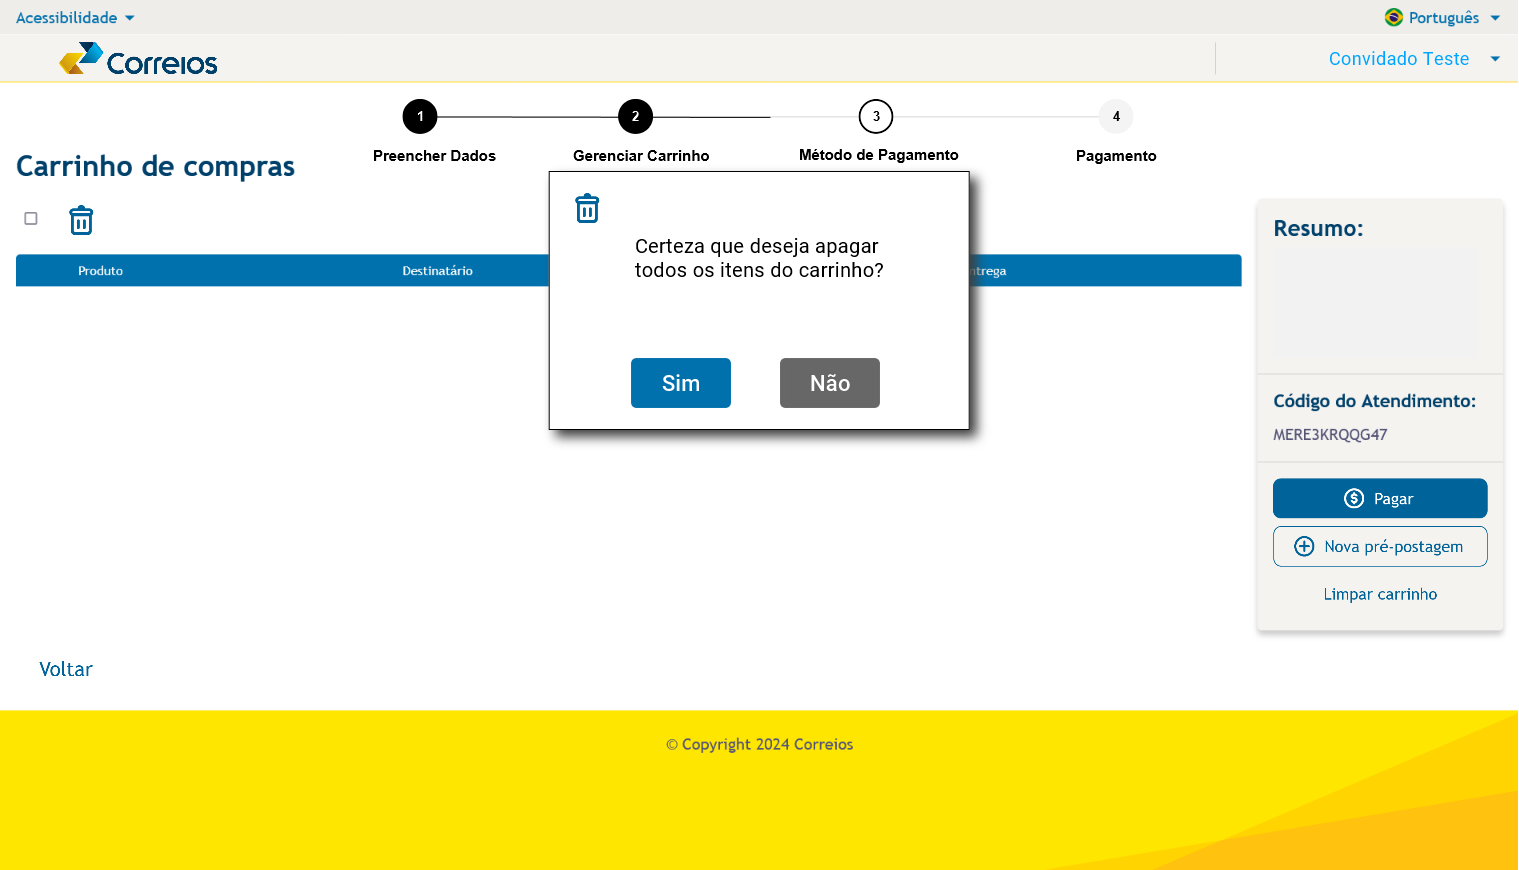 Acessibilidade
Português
Correios
Convidado Teste
1
2
3
4
Preencher Dados
Gerenciar Carrinho
Método de Pagamento
Pagamento
Carrinho de compras
Certeza que deseja apagar
todos os itens do carrinho?
Sim
Não
Produto
Destinatário
ntrega
Resumo:
Código do Atendimento:
MERE3KRQQG47
Pagar
Nova pré-postagem
Limpar carrinho
Voltar
© Copyright 2024 Correios